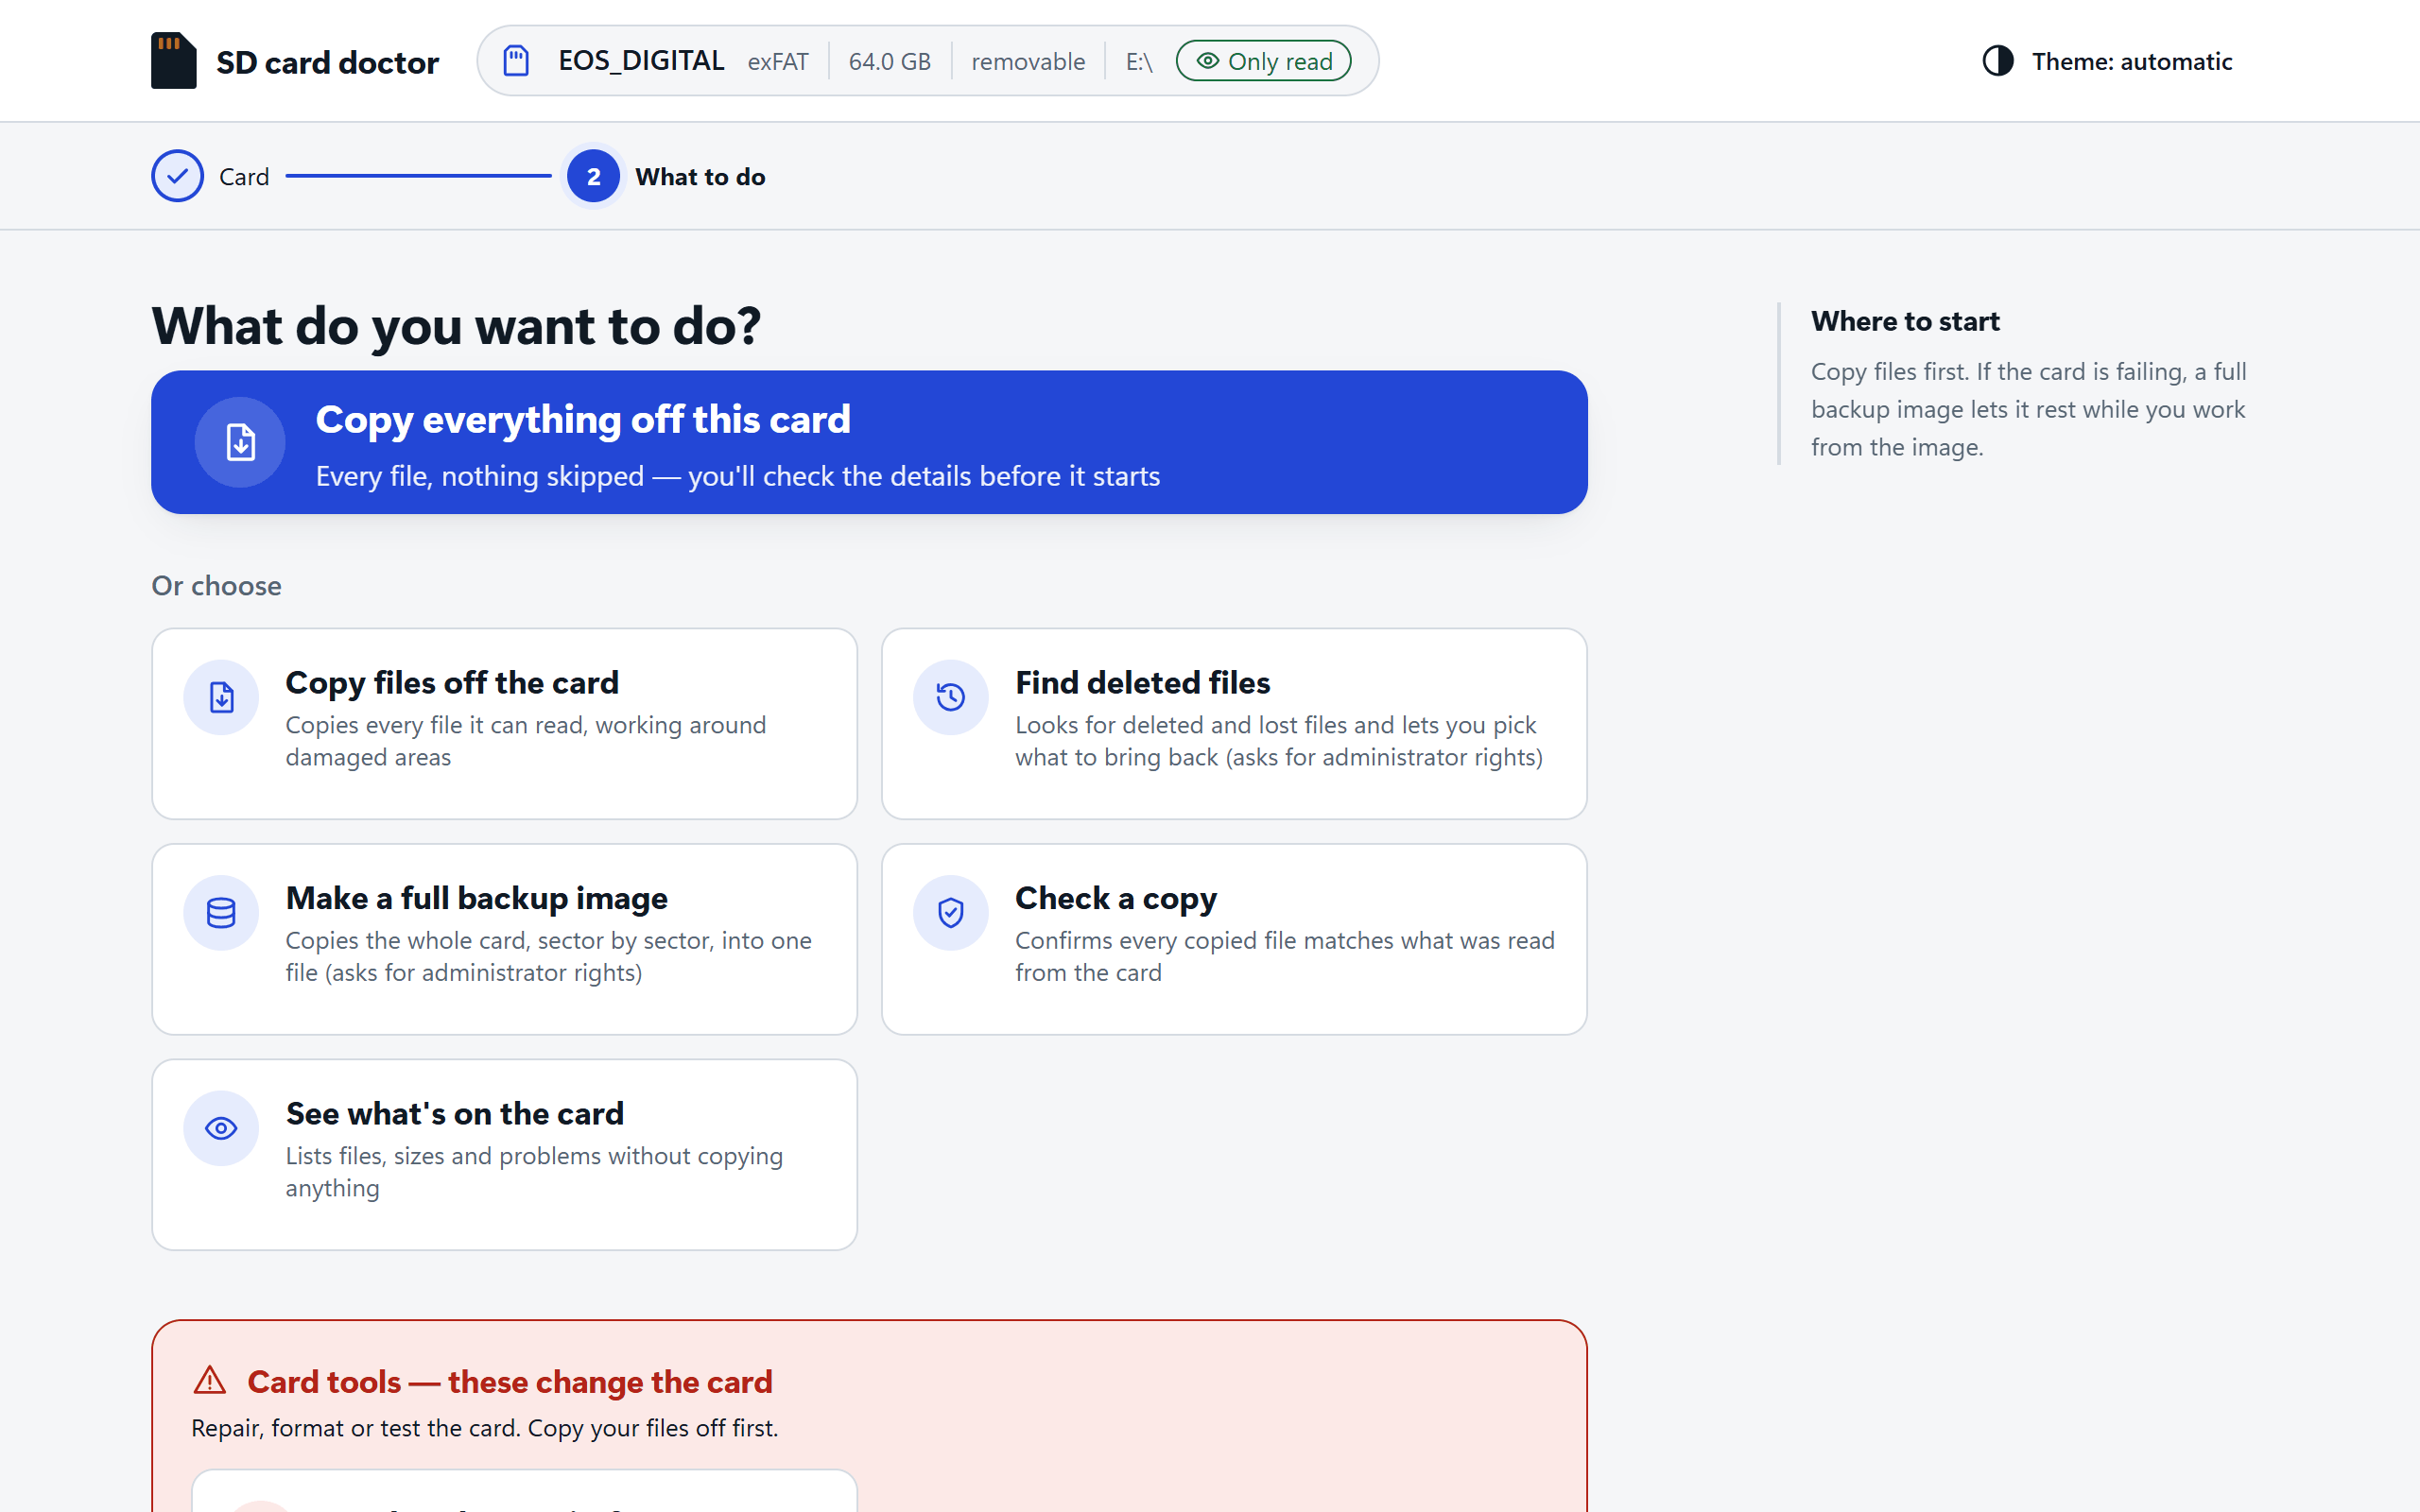 SD card doctor
EOS_DIGITAL exFAT 64.0 GB removable E:\ Only read
Theme: automatic
Card
2 What to do
What do you want to do?
Copy everything off this card
Every file, nothing skipped — you'll check the details before it starts
Where to start
Copy files first. If the card is failing, a full
backup image lets it rest while you work
from the image.
Or choose
Copy files off the card
Copies every file it can read, working around
damaged areas
Find deleted files
Looks for deleted and lost files and lets you pick
what to bring back (asks for administrator rights)
Make a full backup image
Copies the whole card, sector by sector, into one
file (asks for administrator rights)
Check a copy
Confirms every copied file matches what was read
from the card
See what's on the card
Lists files, sizes and problems without copying
anything
Card tools — these change the card
Repair, format or test the card. Copy your files off first.